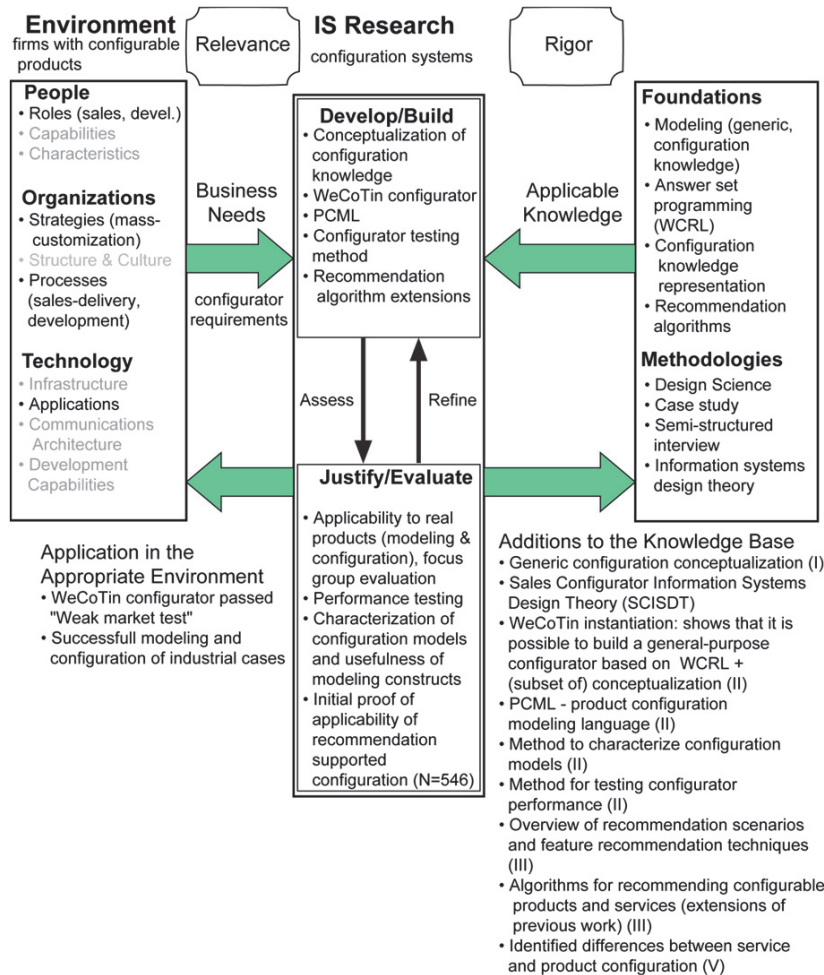 Environment
firms with configurable
products
Relevance
IS Research
configuration systems
Rigor
People
• Roles (sales, devel.)
• Capabilities
• Characteristics
Organizations
• Strategies (mass-
customization)
• Structure & Culture
• Processes
(sales-delivery,
development)
Technology
• Infrastructure
• Applications
• Communications
Architecture
• Development
Capabilities
Business
Needs
configurator
requirements
Develop/Build
• Conceptualization of
configuration
knowledge
• WeCoTin configurator
• PCML
• Configurator testing
method
• Recommendation
algorithm extensions
Assess
Refine
Justify/Evaluate
• Applicability to real
products (modeling &
configuration), focus
group evaluation
• Performance testing
• Characterization of
configuration models
and usefulness of
modeling constructs
• Initial proof of
applicability of
recommendation
supported
configuration (N=546)
Applicable
Knowledge
Foundations
• Modeling (generic,
configuration
knowledge)
• Answer set
programming
(WCRL)
• Configuration
knowledge
representation
• Recommendation
algorithms
Methodologies
• Design Science
• Case study
• Semi-structured
interview
• Information systems
design theory
Application in the
Appropriate Environment
• WeCoTin configurator passed
"Weak market test"
• Successfull modeling and
configuration of industrial cases
Additions to the Knowledge Base
• Generic configuration conceptualization (I)
• Sales Configurator Information Systems
Design Theory (SCISDT)
• WeCoTin instantiation: shows that it is
possible to build a general-purpose
configurator based on WCRL +
(subset of) conceptualization (II)
• PCML - product configuration
modeling language (II)
• Method to characterize configuration
models (II)
• Method for testing configurator
performance (II)
• Overview of recommendation scenarios
and feature recommendation techniques
(III)
• Algorithms for recommending configurable
products and services (extensions of
previous work) (III)
• Identified differences between service
and product configuration (V)